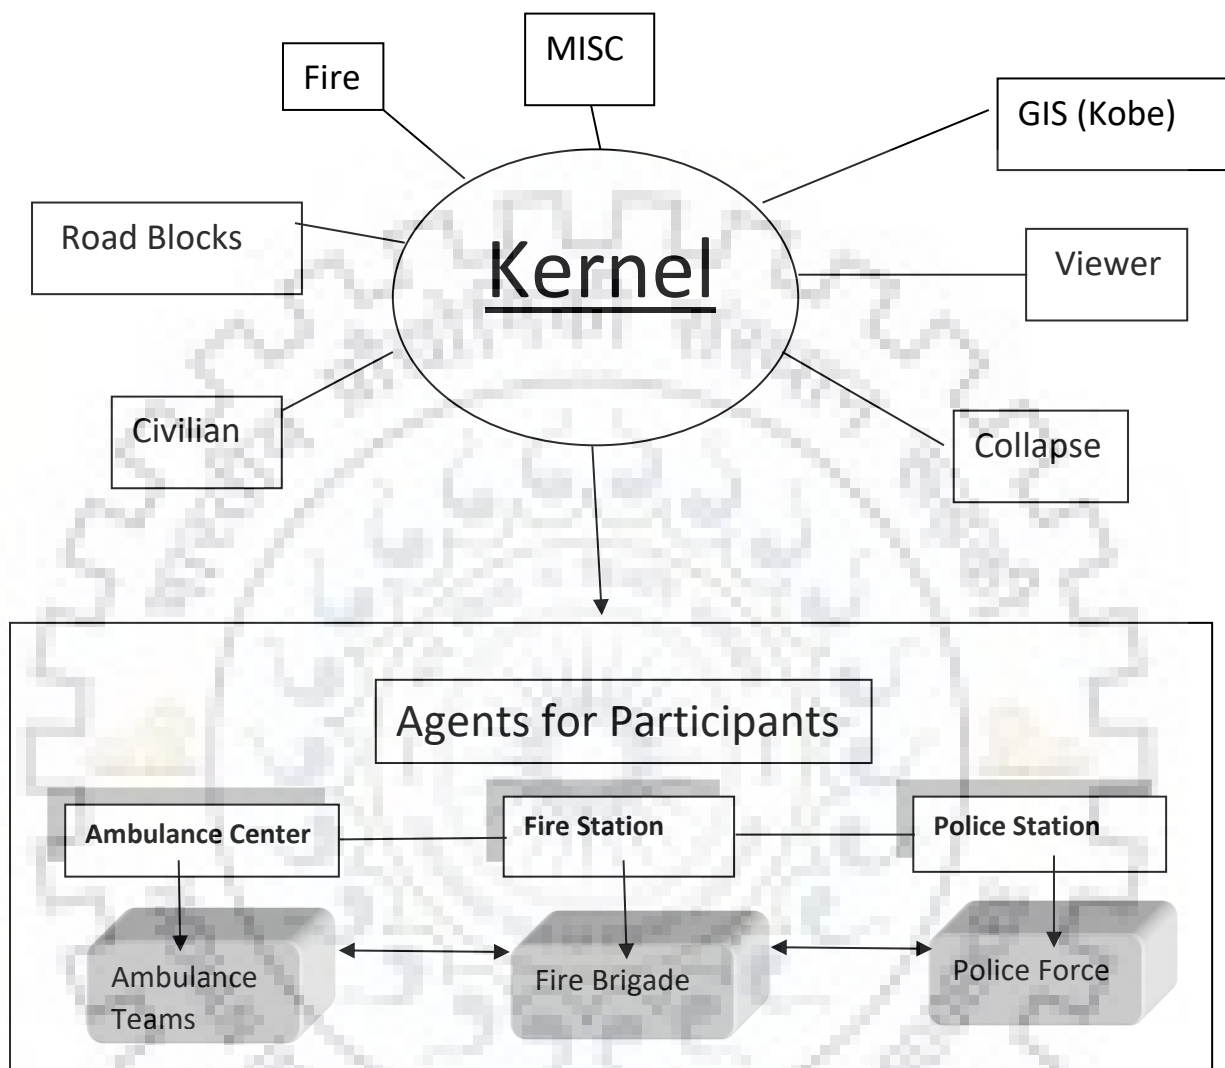 MISC
Fire
GIS (Kobe)
Road Blocks
Kernel
Viewer
Civilian
Collapse
Agents for Participants
Ambulance Center
Fire Station
Police Station
Ambulance
Teams
Fire Brigade
Police Force